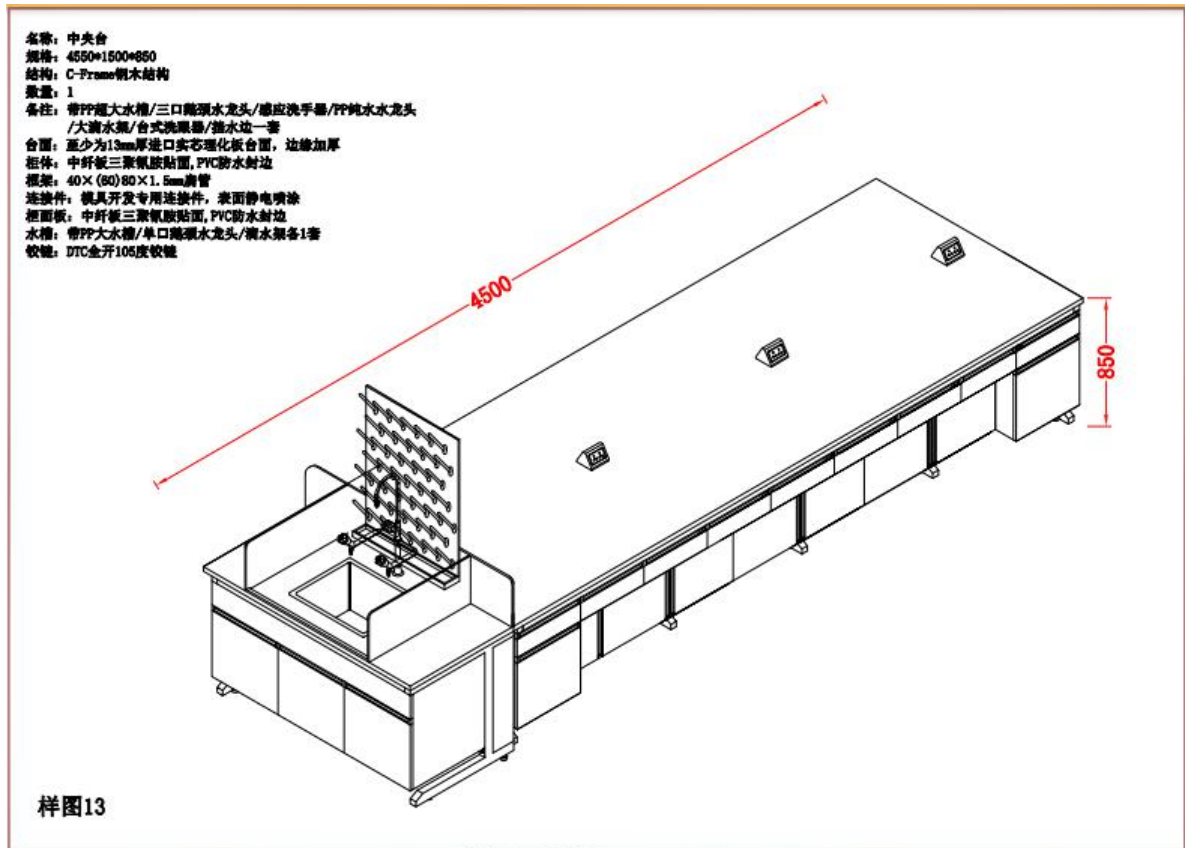 名称：中央台
规格：4550*1500*850
结构：C-Frame钢木结构
数量：1
备注：带PP超大水槽/三口鹅颈水龙头/感应洗手器/PP纯水水龙头
/大滴水架/台式洗眼器/挡水边一套
台面：至少为13mm厚进口实芯理化板台面，边缘加厚
柜体：中纤板三聚氰胺贴面,PVC防水封边
框架：40×(60)80×1.5mm扁管
连接件：模具开发专用连接件，表面静电喷涂
柜面板：中纤板三聚氰胺贴面,PVC防水封边
水槽：带PP大水槽/单口鹅颈水龙头/滴水架各1套
铰链：DTC全开105度铰链
4500
850
样图13